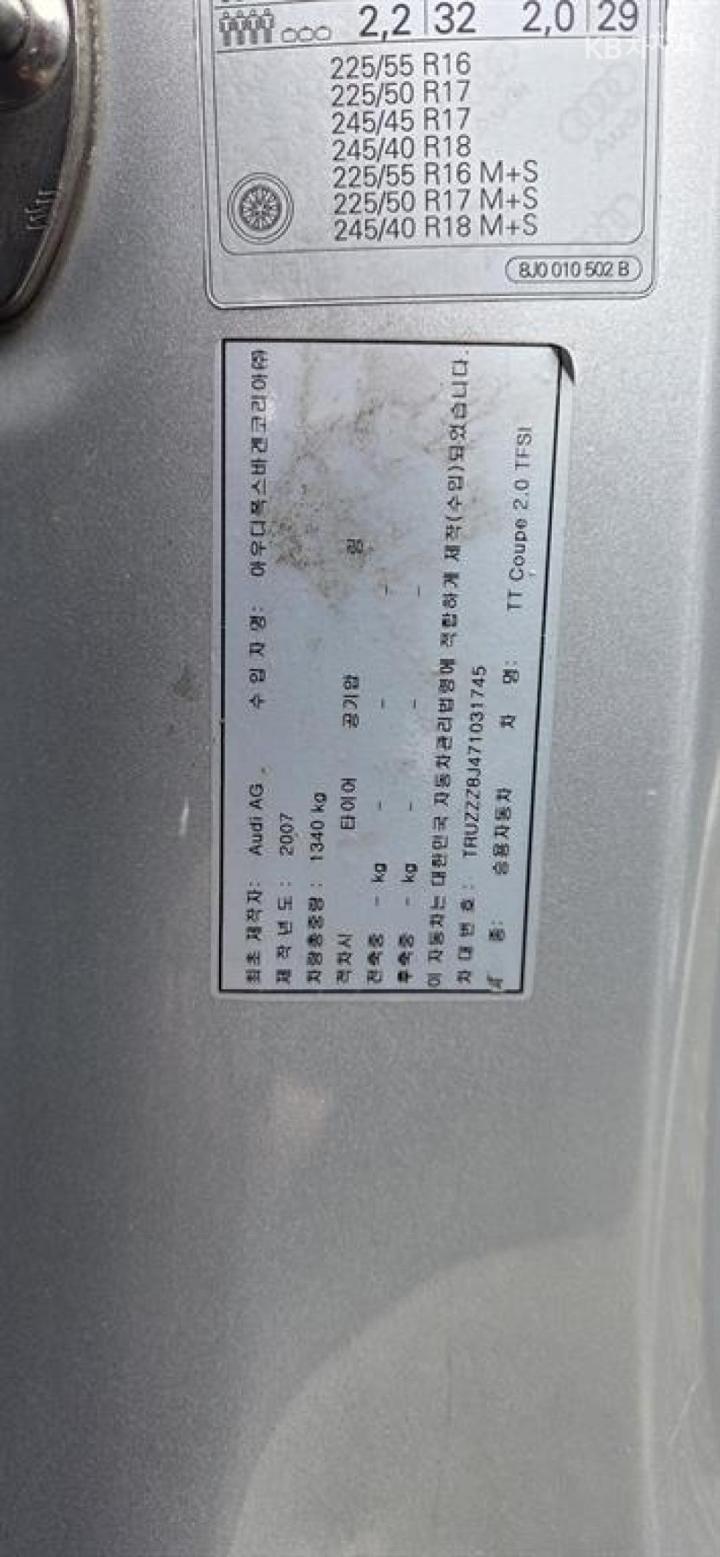 2,2 32 2,0 29
KB차차차
225/55 R16
225/50 R17
245/45 R17
245/40 R18
225/55 R16 M+S
225/50 R17 M+S
245/40 R18 M+S
8J0 010 502 B
최초 제작자: Audi AG 수 입 자 명: 아우디폭스바겐코리아㈜
제 작 년 도 : 2007
차량총중량 : 1340 kg
적차시 타이어 공기압 림
전축중 - kg - - -
후축중 - kg - - -
이 자동차는 대한민국 자동차관리법령에 적합하게 제작(수입)되었습니다.
차 대 번 호 : TRUZZZ8J471031745
종: 승용자동차 차 명: TT Coupe 2.0 TFSI